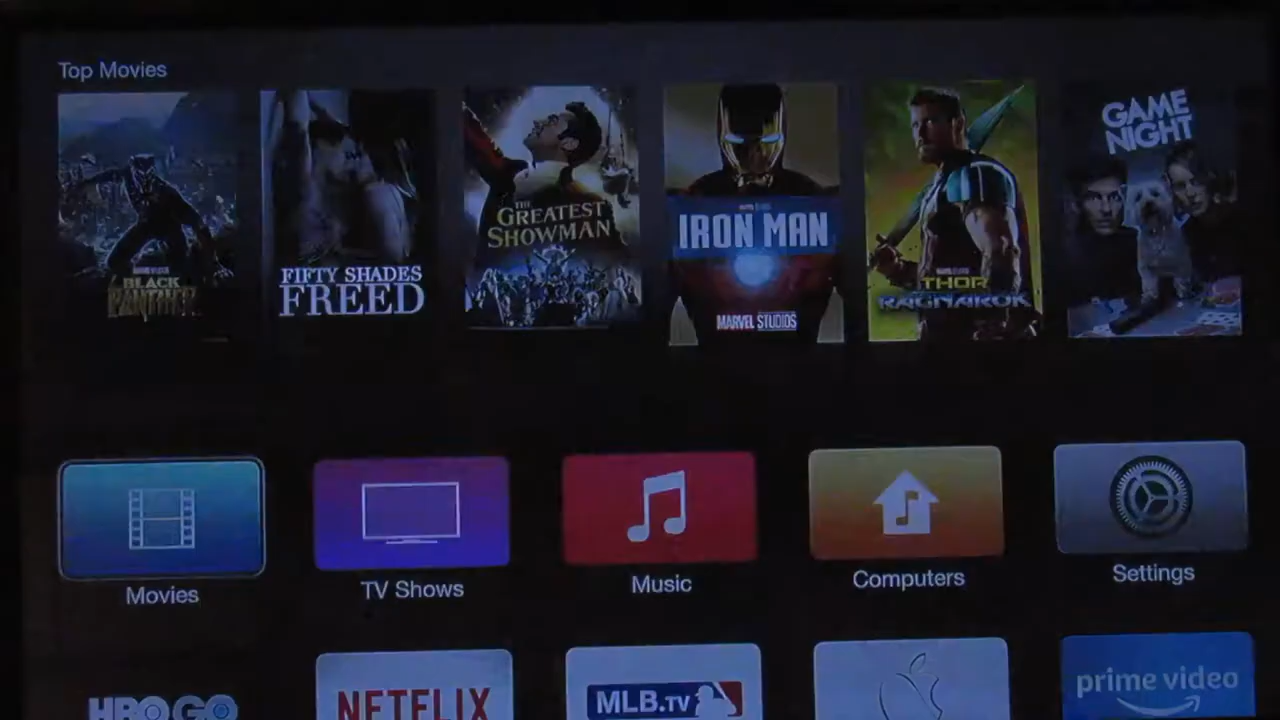 Top Movies
BLACK
PANTHER
FIFTY SHADES
FREED
THE
GREATEST
SHOWMAN
IRON MAN
MARVEL STUDIOS
THOR
RAGNAROK
GAME
NIGHT
Movies
TV Shows
Music
Computers
Settings
HBO GO
NETFLIX
MLB.TV
prime video